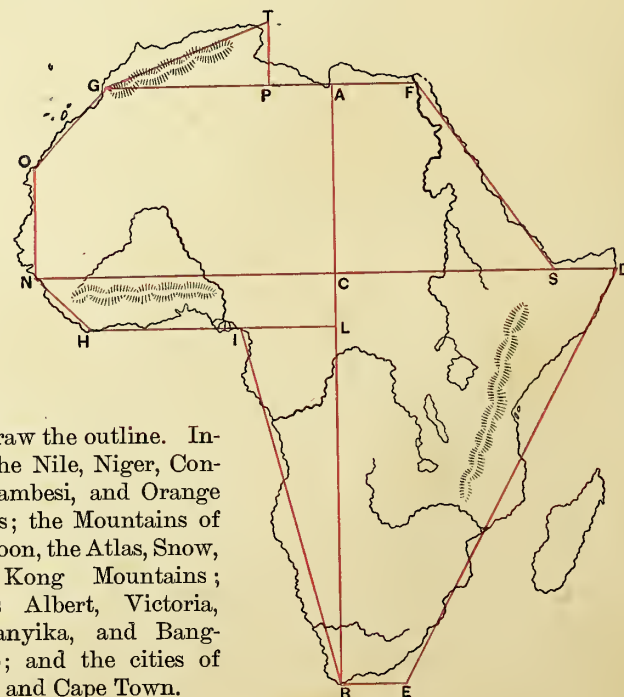 T
G P A F
O
N C S D
H I L
raw the outline. In-
he Nile, Niger, Con-
ambesi, and Orange
s; the Mountains of
oon, the Atlas, Snow,
Kong Mountains;
s Albert, Victoria,
anyika, and Bang-
o; and the cities of
and Cape Town.
B E